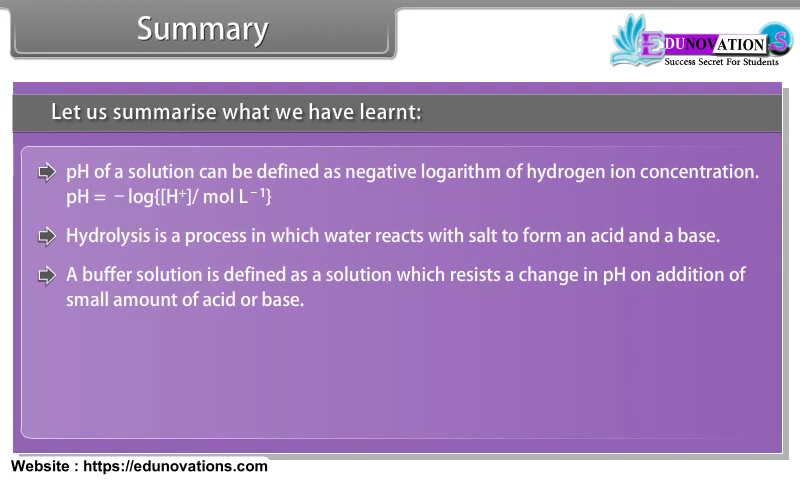 Summary
EDUNOVATIONS
Success Secret For Students
Let us summarise what we have learnt:
pH of a solution can be defined as negative logarithm of hydrogen ion concentration.
pH = – log{[H⁺]/ mol L⁻¹}
Hydrolysis is a process in which water reacts with salt to form an acid and a base.
A buffer solution is defined as a solution which resists a change in pH on addition of
small amount of acid or base.
Website : https://edunovations.com